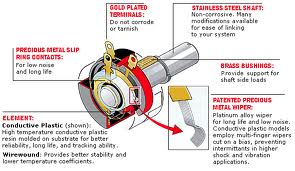 GOLD PLATED
TERMINALS:
Do not corrode
or tarnish
STAINLESS STEEL SHAFT:
Non-corrosive. Many
modifications available
for ease of linking
to your system
PRECIOUS METAL SLIP
RING CONTACTS:
For low noise
and long life
BRASS BUSHINGS:
Provide support for
shaft side loads
ELEMENT:
Conductive Plastic (shown):
High temperature conductive plastic
resin molded on substrate for better
reliability, long life, and tracking ability.
Wirewound: Provides better stability and
lower temperature coefficients.
PATENTED PRECIOUS
METAL WIPER:
Platinum alloy wiper
for long life and low noise.
Conductive plastic models
employ multi-finger wipers
cut on a bias, preventing
intermittents in higher
shock and vibration
applications.